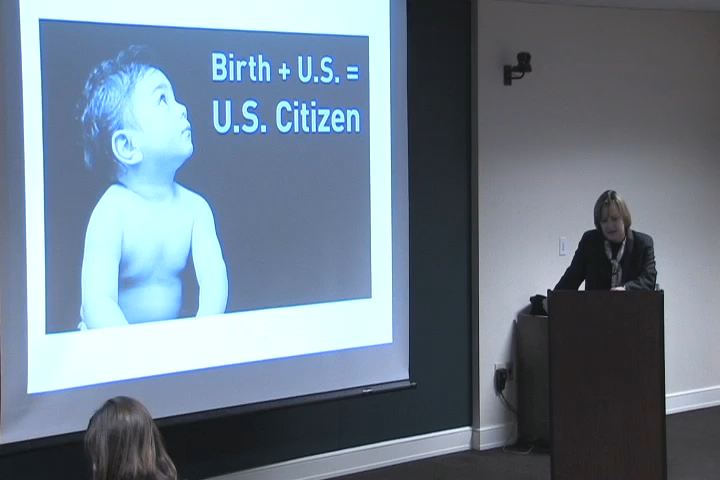 Birth + U.S. =
U.S. Citizen